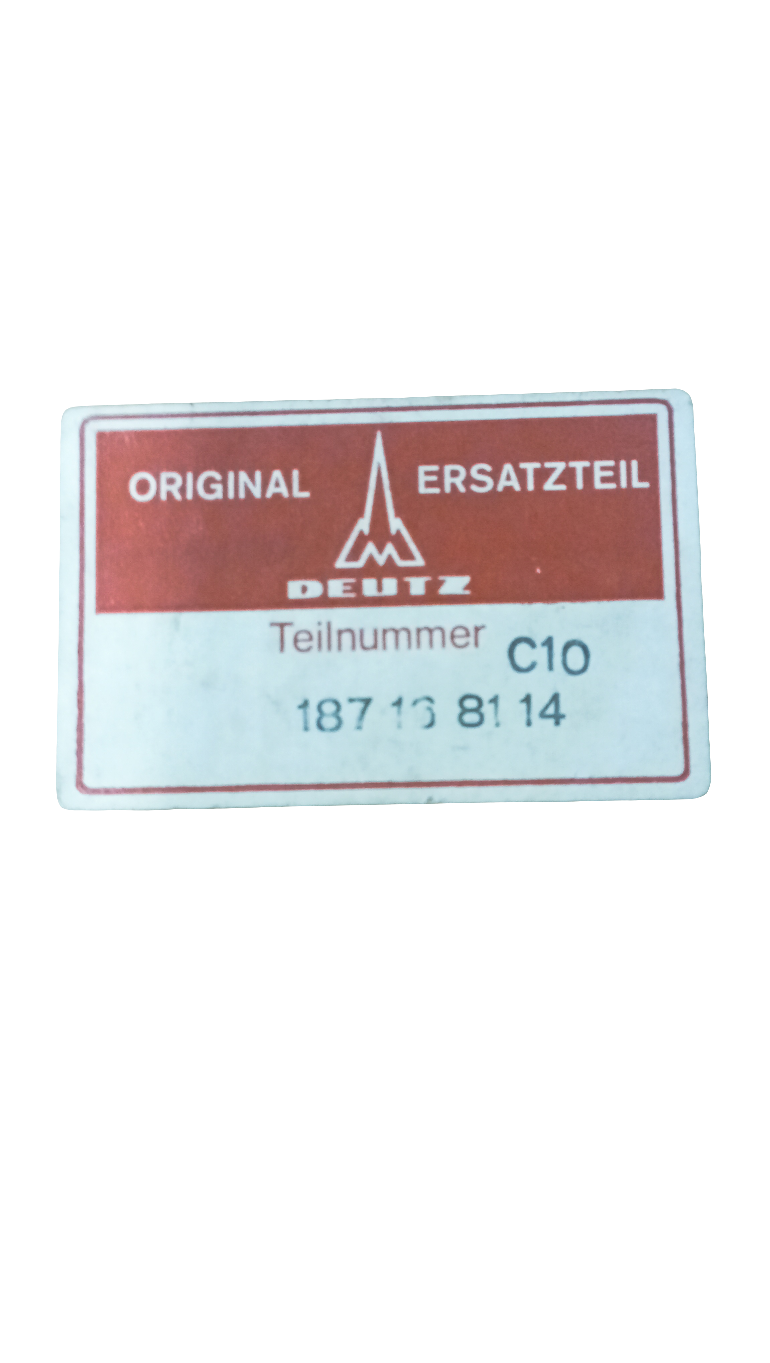 ORIGINAL ERSATZTEIL
DEUTZ
Teilnummer
C10
187 16 81 14